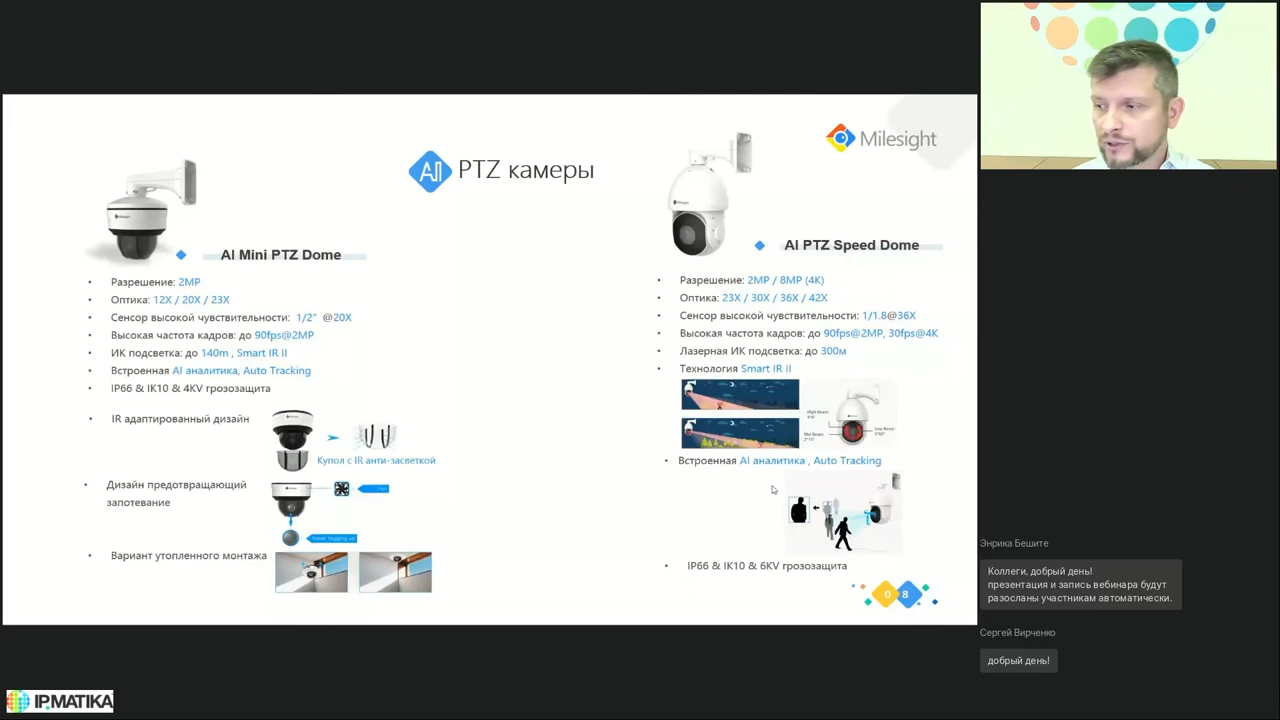 Milesight
AI PTZ камеры
AI Mini PTZ Dome
• Разрешение: 2MP
• Оптика: 12X / 20X / 23X
• Сенсор высокой чувствительности: 1/2" @20X
• Высокая частота кадров: до 90fps@2MP
• ИК подсветка: до 140m , Smart IR II
• Встроенная AI аналитика, Auto Tracking
• IP66 & IK10 & 4KV грозозащита
• IR адаптированный дизайн
Купол с IR анти-засветкой
• Дизайн предотвращающий
запотевание
• Вариант утопленного монтажа
AI PTZ Speed Dome
• Разрешение: 2MP / 8MP (4K)
• Оптика: 23X / 30X / 36X / 42X
• Сенсор высокой чувствительности: 1/1.8@36X
• Высокая частота кадров: до 90fps@2MP, 30fps@4K
• Лазерная ИК подсветка: до 300м
• Технология Smart IR II
• Встроенная AI аналитика , Auto Tracking
• IP66 & IK10 & 6KV грозозащита
0 8
Энрика Бешите
Коллеги, добрый день!
презентация и запись вебинара будут
разосланы участникам автоматически.
Сергей Вирченко
добрый день!
IPMATIKA